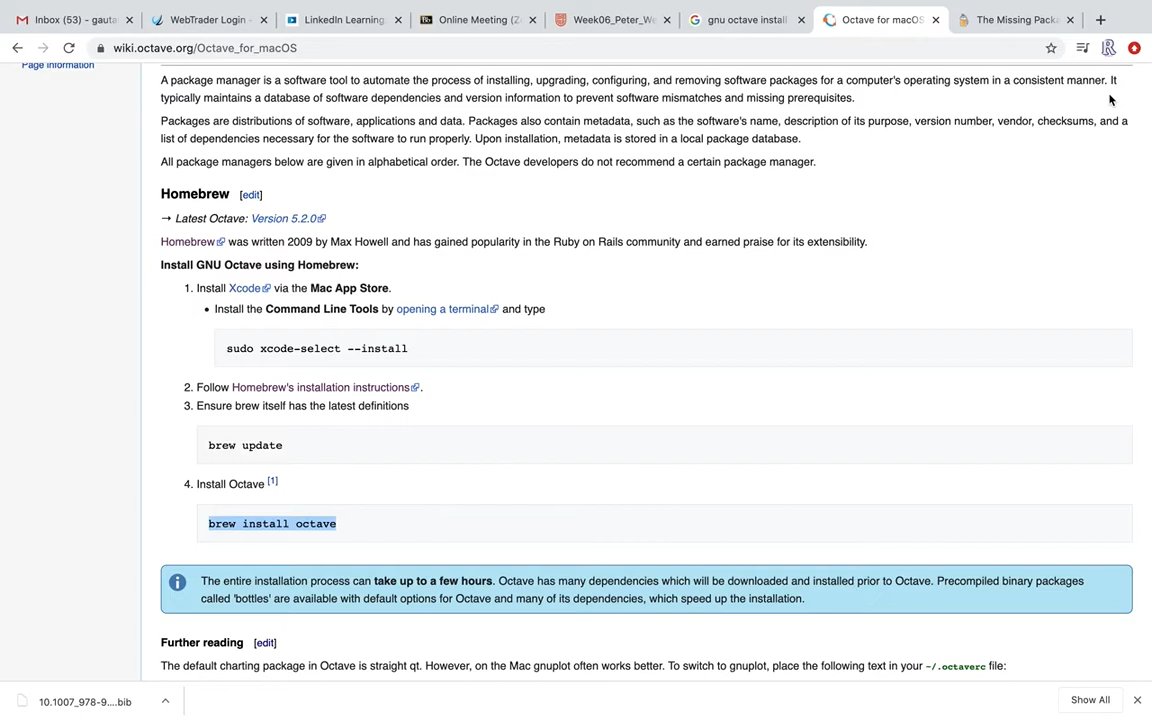 Inbox (53) - gauta
WebTrader Login -
LinkedIn Learning
Online Meeting (Z
Week06_Peter_We
gnu octave install
Octave for macOS
The Missing Packa
wiki.octave.org/Octave_for_macOS
Page information
A package manager is a software tool to automate the process of installing, upgrading, configuring, and removing software packages for a computer's operating system in a consistent manner. It
typically maintains a database of software dependencies and version information to prevent software mismatches and missing prerequisites.
Packages are distributions of software, applications and data. Packages also contain metadata, such as the software's name, description of its purpose, version number, vendor, checksums, and a
list of dependencies necessary for the software to run properly. Upon installation, metadata is stored in a local package database.
All package managers below are given in alphabetical order. The Octave developers do not recommend a certain package manager.
Homebrew [edit]
→ Latest Octave: Version 5.2.0
Homebrew was written 2009 by Max Howell and has gained popularity in the Ruby on Rails community and earned praise for its extensibility.
Install GNU Octave using Homebrew:
1. Install Xcode via the Mac App Store.
• Install the Command Line Tools by opening a terminal and type
sudo xcode-select --install
2. Follow Homebrew's installation instructions.
3. Ensure brew itself has the latest definitions
brew update
4. Install Octave [1]
brew install octave
The entire installation process can take up to a few hours. Octave has many dependencies which will be downloaded and installed prior to Octave. Precompiled binary packages
called 'bottles' are available with default options for Octave and many of its dependencies, which speed up the installation.
Further reading [edit]
The default charting package in Octave is straight qt. However, on the Mac gnuplot often works better. To switch to gnuplot, place the following text in your ~/.octaverc file:
10.1007_978-9....bib
Show All